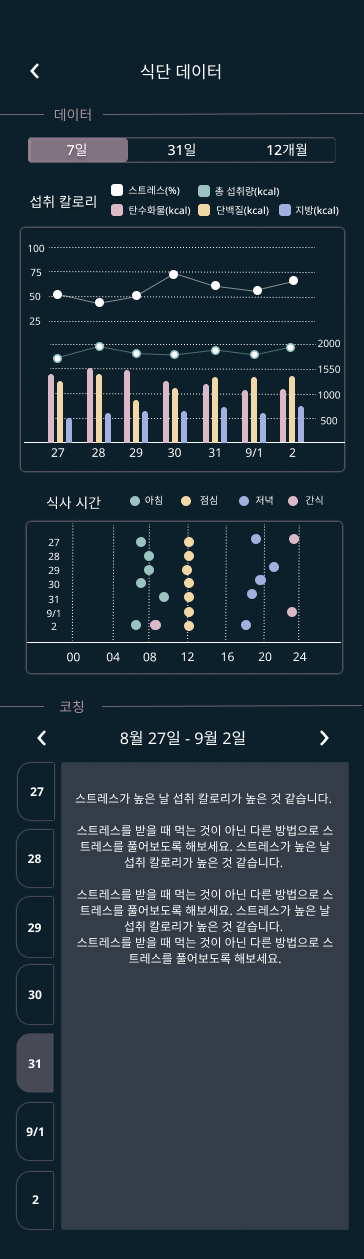 식단 데이터
데이터
7일 31일 12개월
섭취 칼로리
스트레스(%) 총 섭취량(kcal)
탄수화물(kcal) 단백질(kcal) 지방(kcal)
100
75
50
25
2000
1550
1000
500
27 28 29 30 31 9/1 2
식사 시간 아침 점심 저녁 간식
27
28
29
30
31
9/1
2
00 04 08 12 16 20 24
코칭
8월 27일 - 9월 2일
27
28
29
30
31
9/1
2
스트레스가 높은 날 섭취 칼로리가 높은 것 같습니다.
스트레스를 받을 때 먹는 것이 아닌 다른 방법으로 스
트레스를 풀어보도록 해보세요. 스트레스가 높은 날
섭취 칼로리가 높은 것 같습니다.
스트레스를 받을 때 먹는 것이 아닌 다른 방법으로 스
트레스를 풀어보도록 해보세요. 스트레스가 높은 날
섭취 칼로리가 높은 것 같습니다.
스트레스를 받을 때 먹는 것이 아닌 다른 방법으로 스
트레스를 풀어보도록 해보세요.